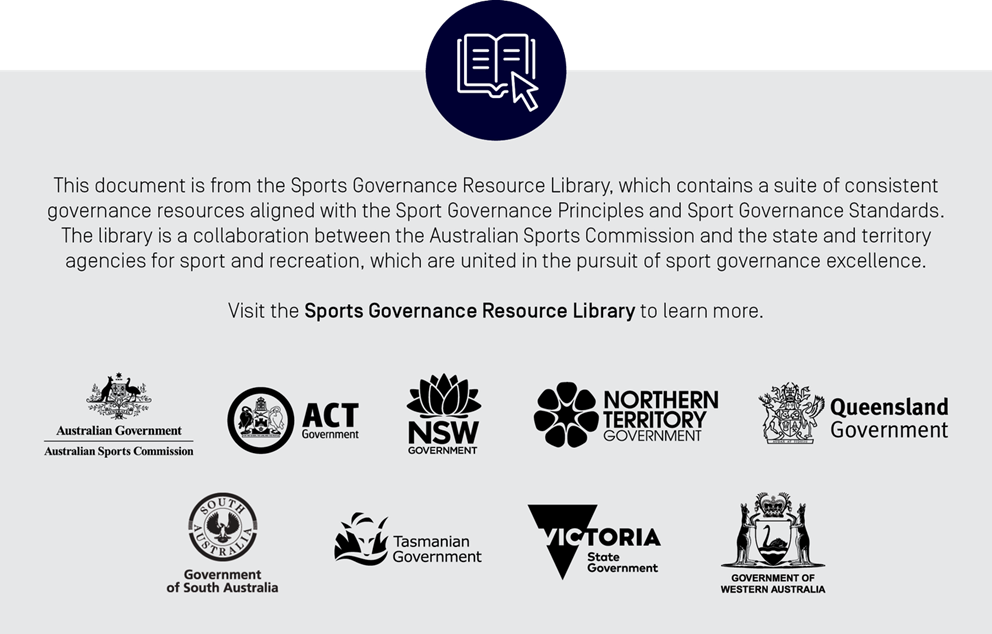 This document is from the Sports Governance Resource Library, which contains a suite of consistent
governance resources aligned with the Sport Governance Principles and Sport Governance Standards.
The library is a collaboration between the Australian Sports Commission and the state and territory
agencies for sport and recreation, which are united in the pursuit of sport governance excellence.
Visit the Sports Governance Resource Library to learn more.
Australian Government
Australian Sports Commission
ACT
Government
NSW
GOVERNMENT
NORTHERN
TERRITORY
GOVERNMENT
Queensland
Government
SOUTH
AUSTRALIA
Government
of South Australia
Tasmanian
Government
VICTORIA
State
Government
GOVERNMENT OF
WESTERN AUSTRALIA